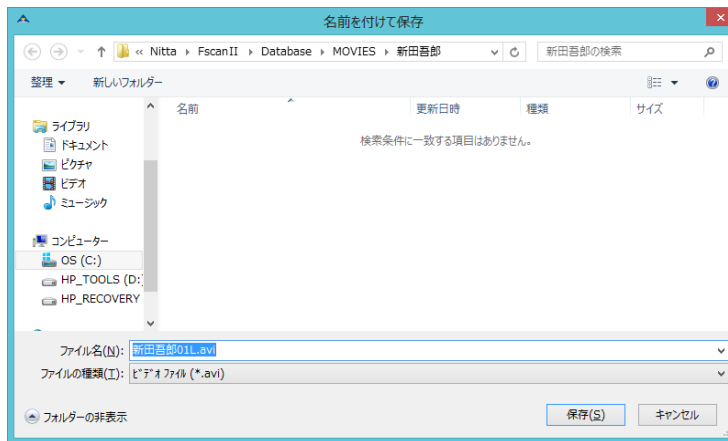 名前を付けて保存
« Nitta ▸ FscanII ▸ Database ▸ MOVIES ▸ 新田吾郎
新田吾郎の検索
整理 ▼ 新しいフォルダー
名前 更新日時 種類 サイズ
検索条件に一致する項目はありません。
ライブラリ
ドキュメント
ピクチャ
ビデオ
ミュージック
コンピューター
OS (C:)
HP_TOOLS (D:)
HP_RECOVERY
ファイル名(N): 新田吾郎01L.avi
ファイルの種類(T): ビデオ ファイル (*.avi)
フォルダーの非表示 保存(S) キャンセル